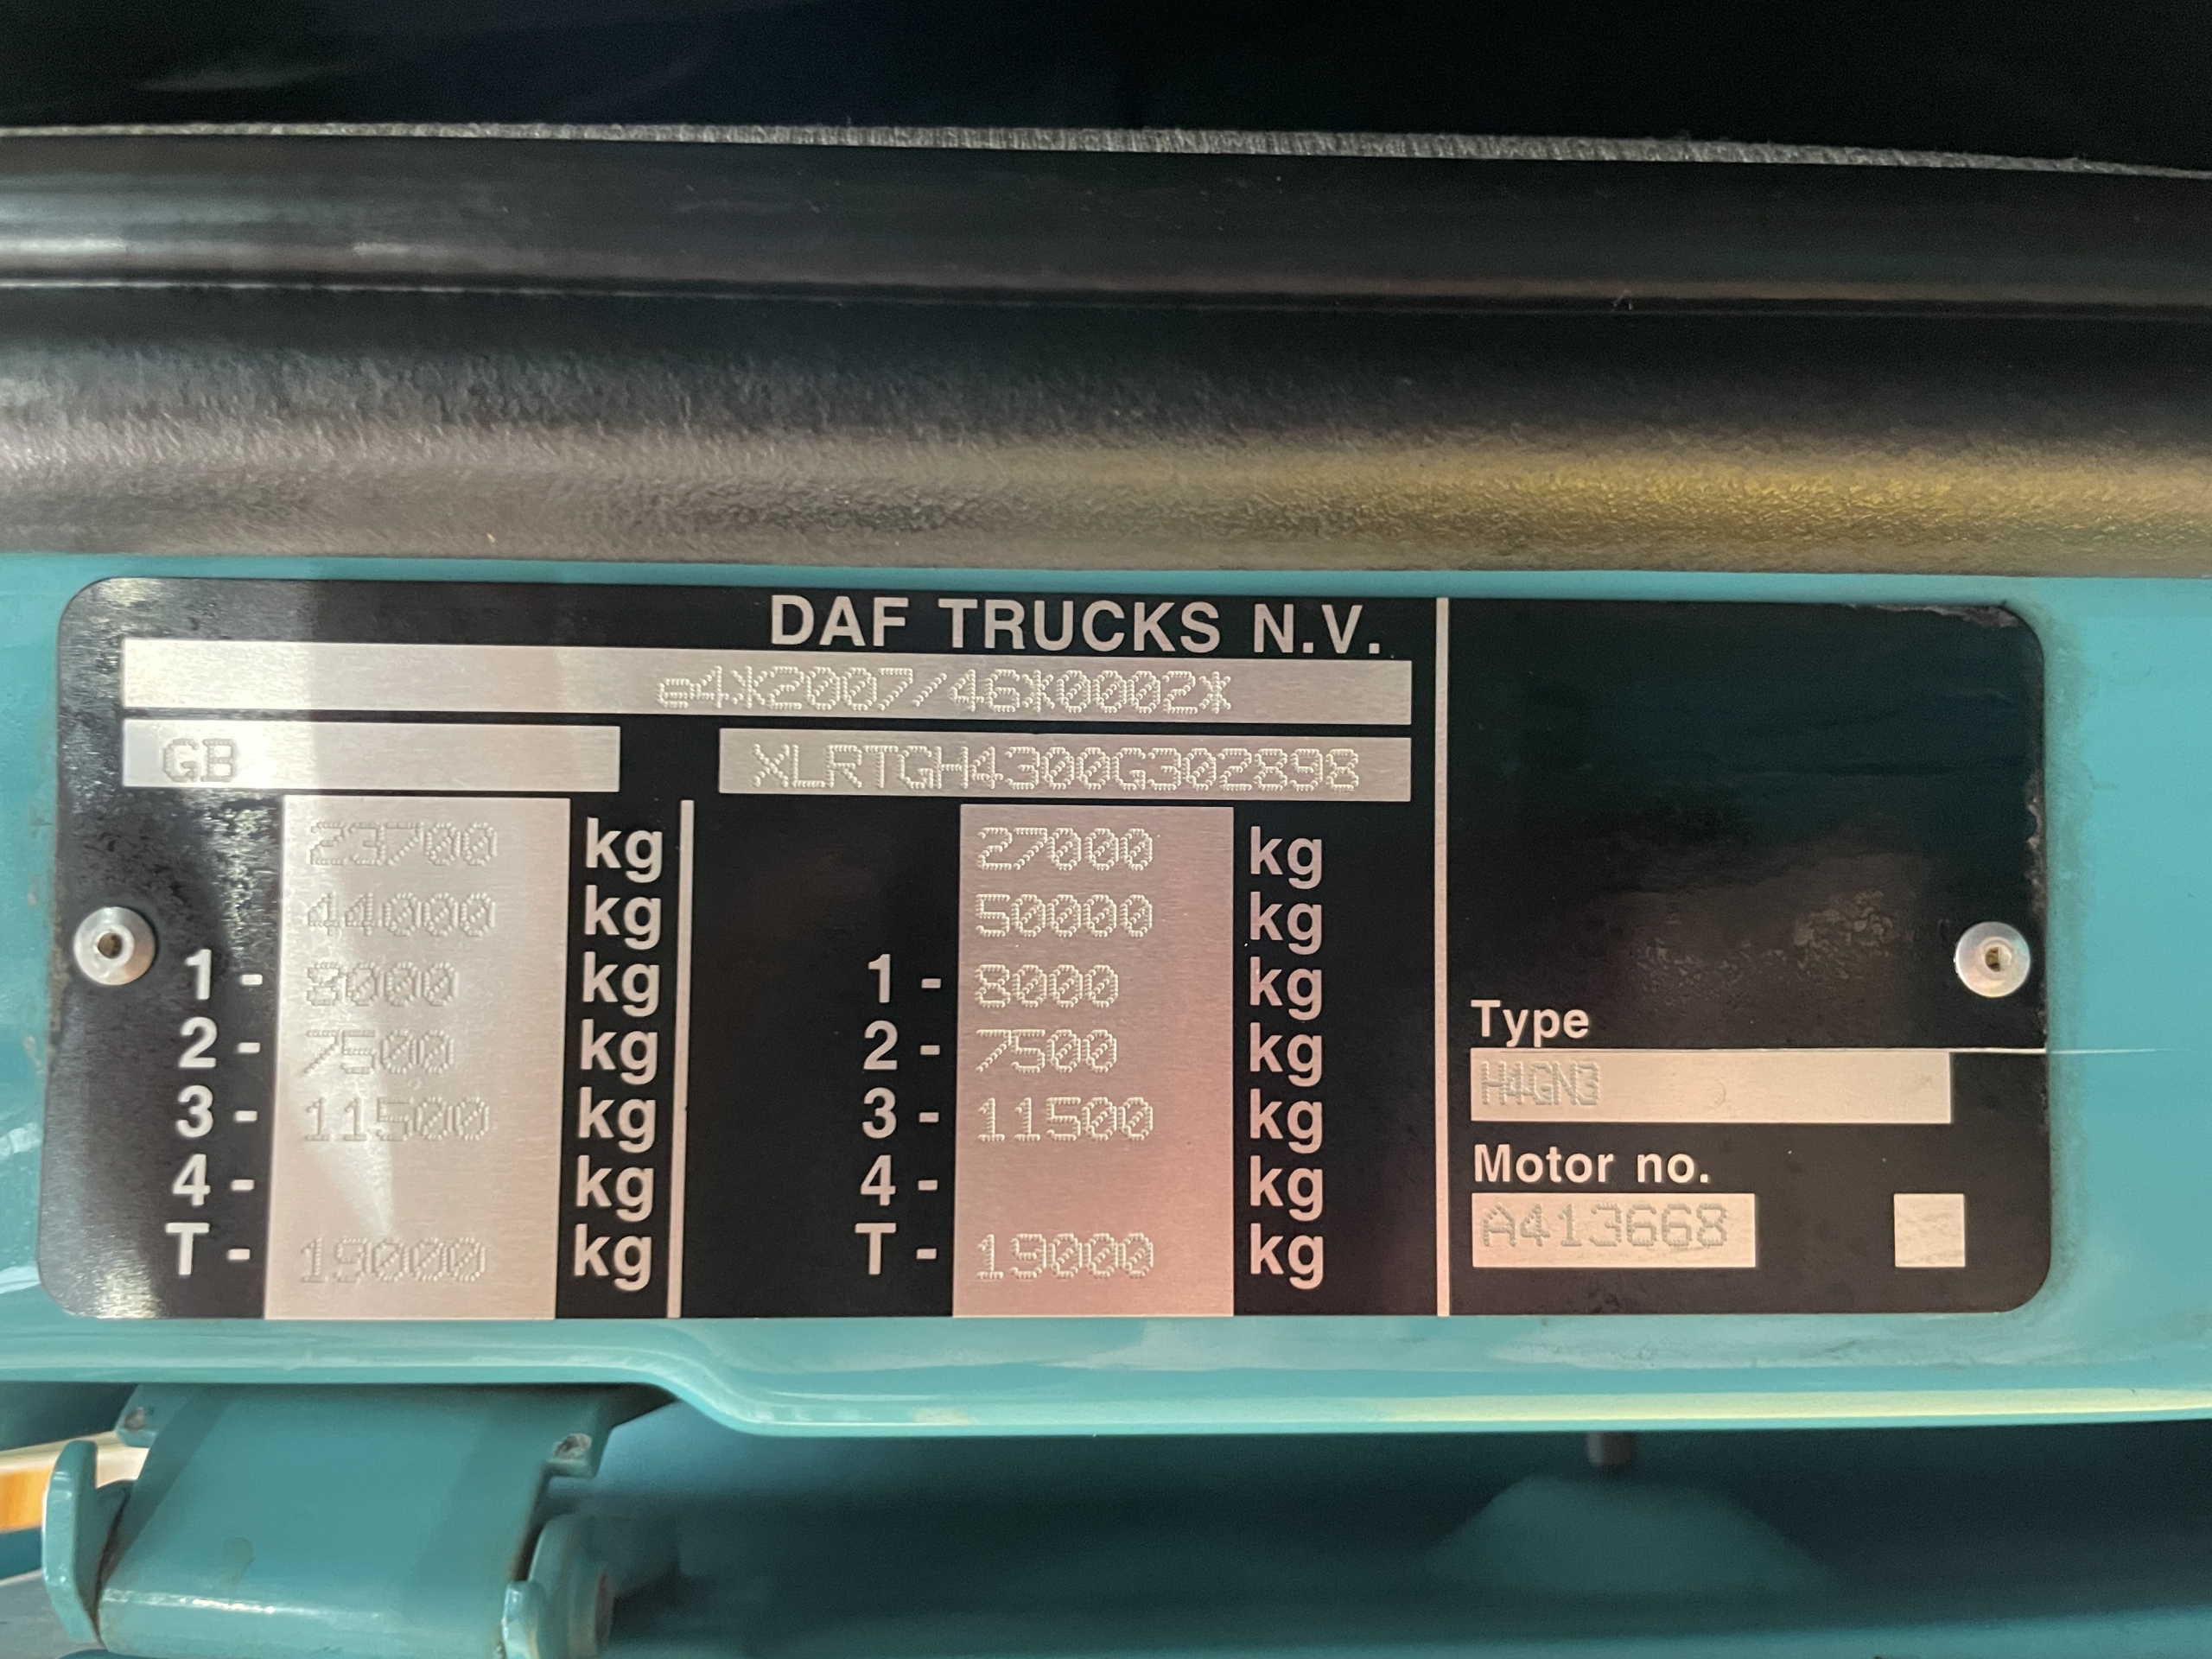 DAF TRUCKS N.V.
e4*2007/46*0002*
GB XLRTGH4300G302898
23700 kg 27000 kg
44000 kg 50000 kg
1 - 8000 kg 1 - 8000 kg
2 - 7500 kg 2 - 7500 kg
3 - 11500 kg 3 - 11500 kg
4 - kg 4 - kg
T - 19000 kg T - 19000 kg
Type
H4GN3
Motor no.
A413668